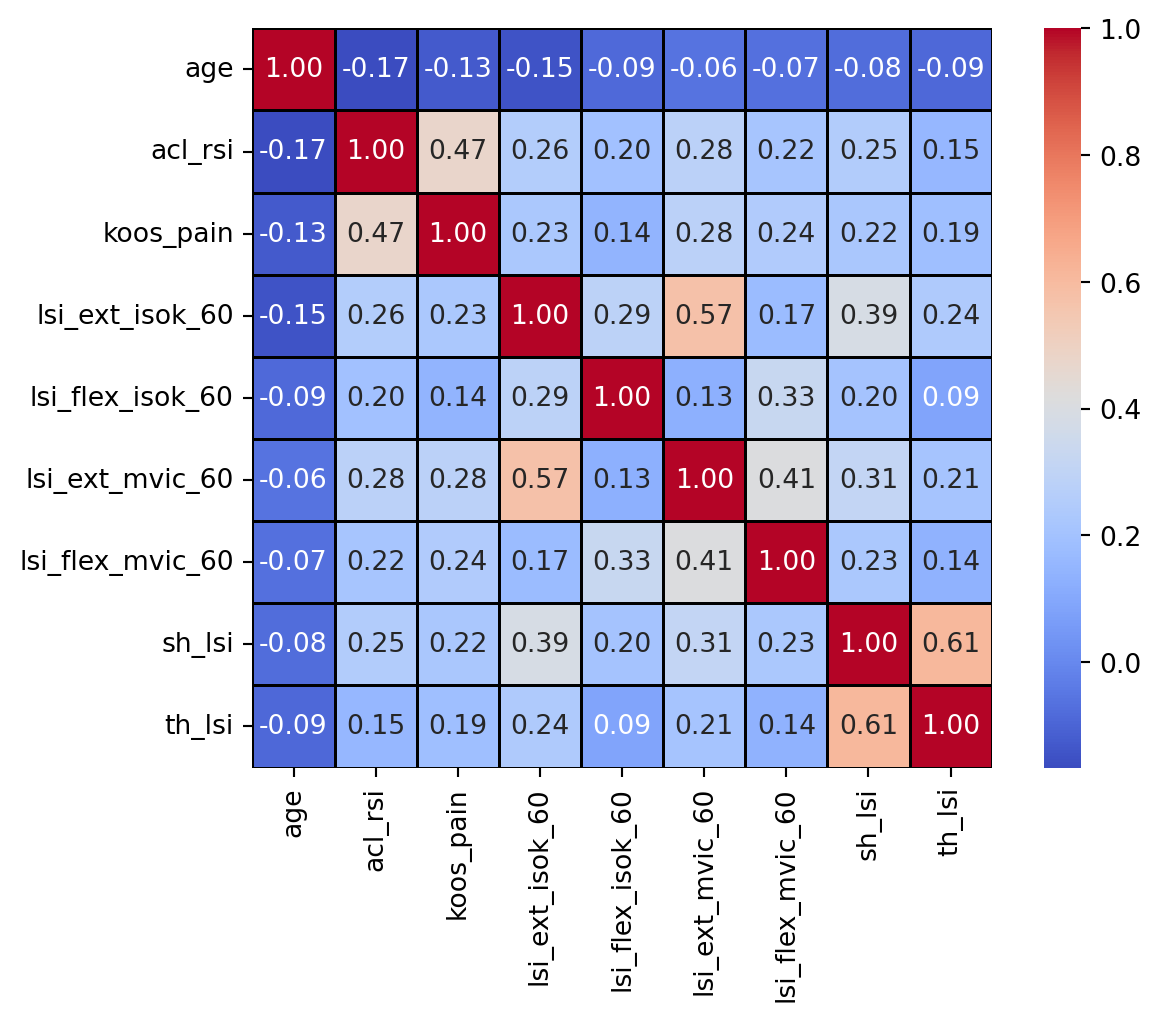 age 1.00 -0.17 -0.13 -0.15 -0.09 -0.06 -0.07 -0.08 -0.09
acl_rsi -0.17 1.00 0.47 0.26 0.20 0.28 0.22 0.25 0.15
koos_pain -0.13 0.47 1.00 0.23 0.14 0.28 0.24 0.22 0.19
lsi_ext_isok_60 -0.15 0.26 0.23 1.00 0.29 0.57 0.17 0.39 0.24
lsi_flex_isok_60 -0.09 0.20 0.14 0.29 1.00 0.13 0.33 0.20 0.09
lsi_ext_mvic_60 -0.06 0.28 0.28 0.57 0.13 1.00 0.41 0.31 0.21
lsi_flex_mvic_60 -0.07 0.22 0.24 0.17 0.33 0.41 1.00 0.23 0.14
sh_lsi -0.08 0.25 0.22 0.39 0.20 0.31 0.23 1.00 0.61
th_lsi -0.09 0.15 0.19 0.24 0.09 0.21 0.14 0.61 1.00
age
acl_rsi
koos_pain
lsi_ext_isok_60
lsi_flex_isok_60
lsi_ext_mvic_60
lsi_flex_mvic_60
sh_lsi
th_lsi
1.0
0.8
0.6
0.4
0.2
0.0